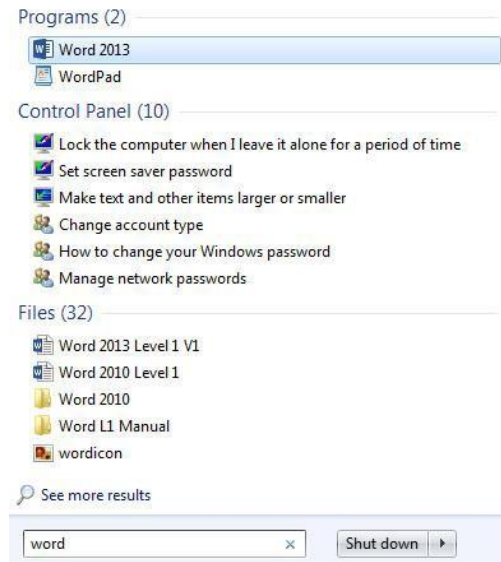 Programs (2)
Word 2013
WordPad
Control Panel (10)
Lock the computer when I leave it alone for a period of time
Set screen saver password
Make text and other items larger or smaller
Change account type
How to change your Windows password
Manage network passwords
Files (32)
Word 2013 Level 1 V1
Word 2010 Level 1
Word 2010
Word L1 Manual
wordicon
See more results
word
Shut down